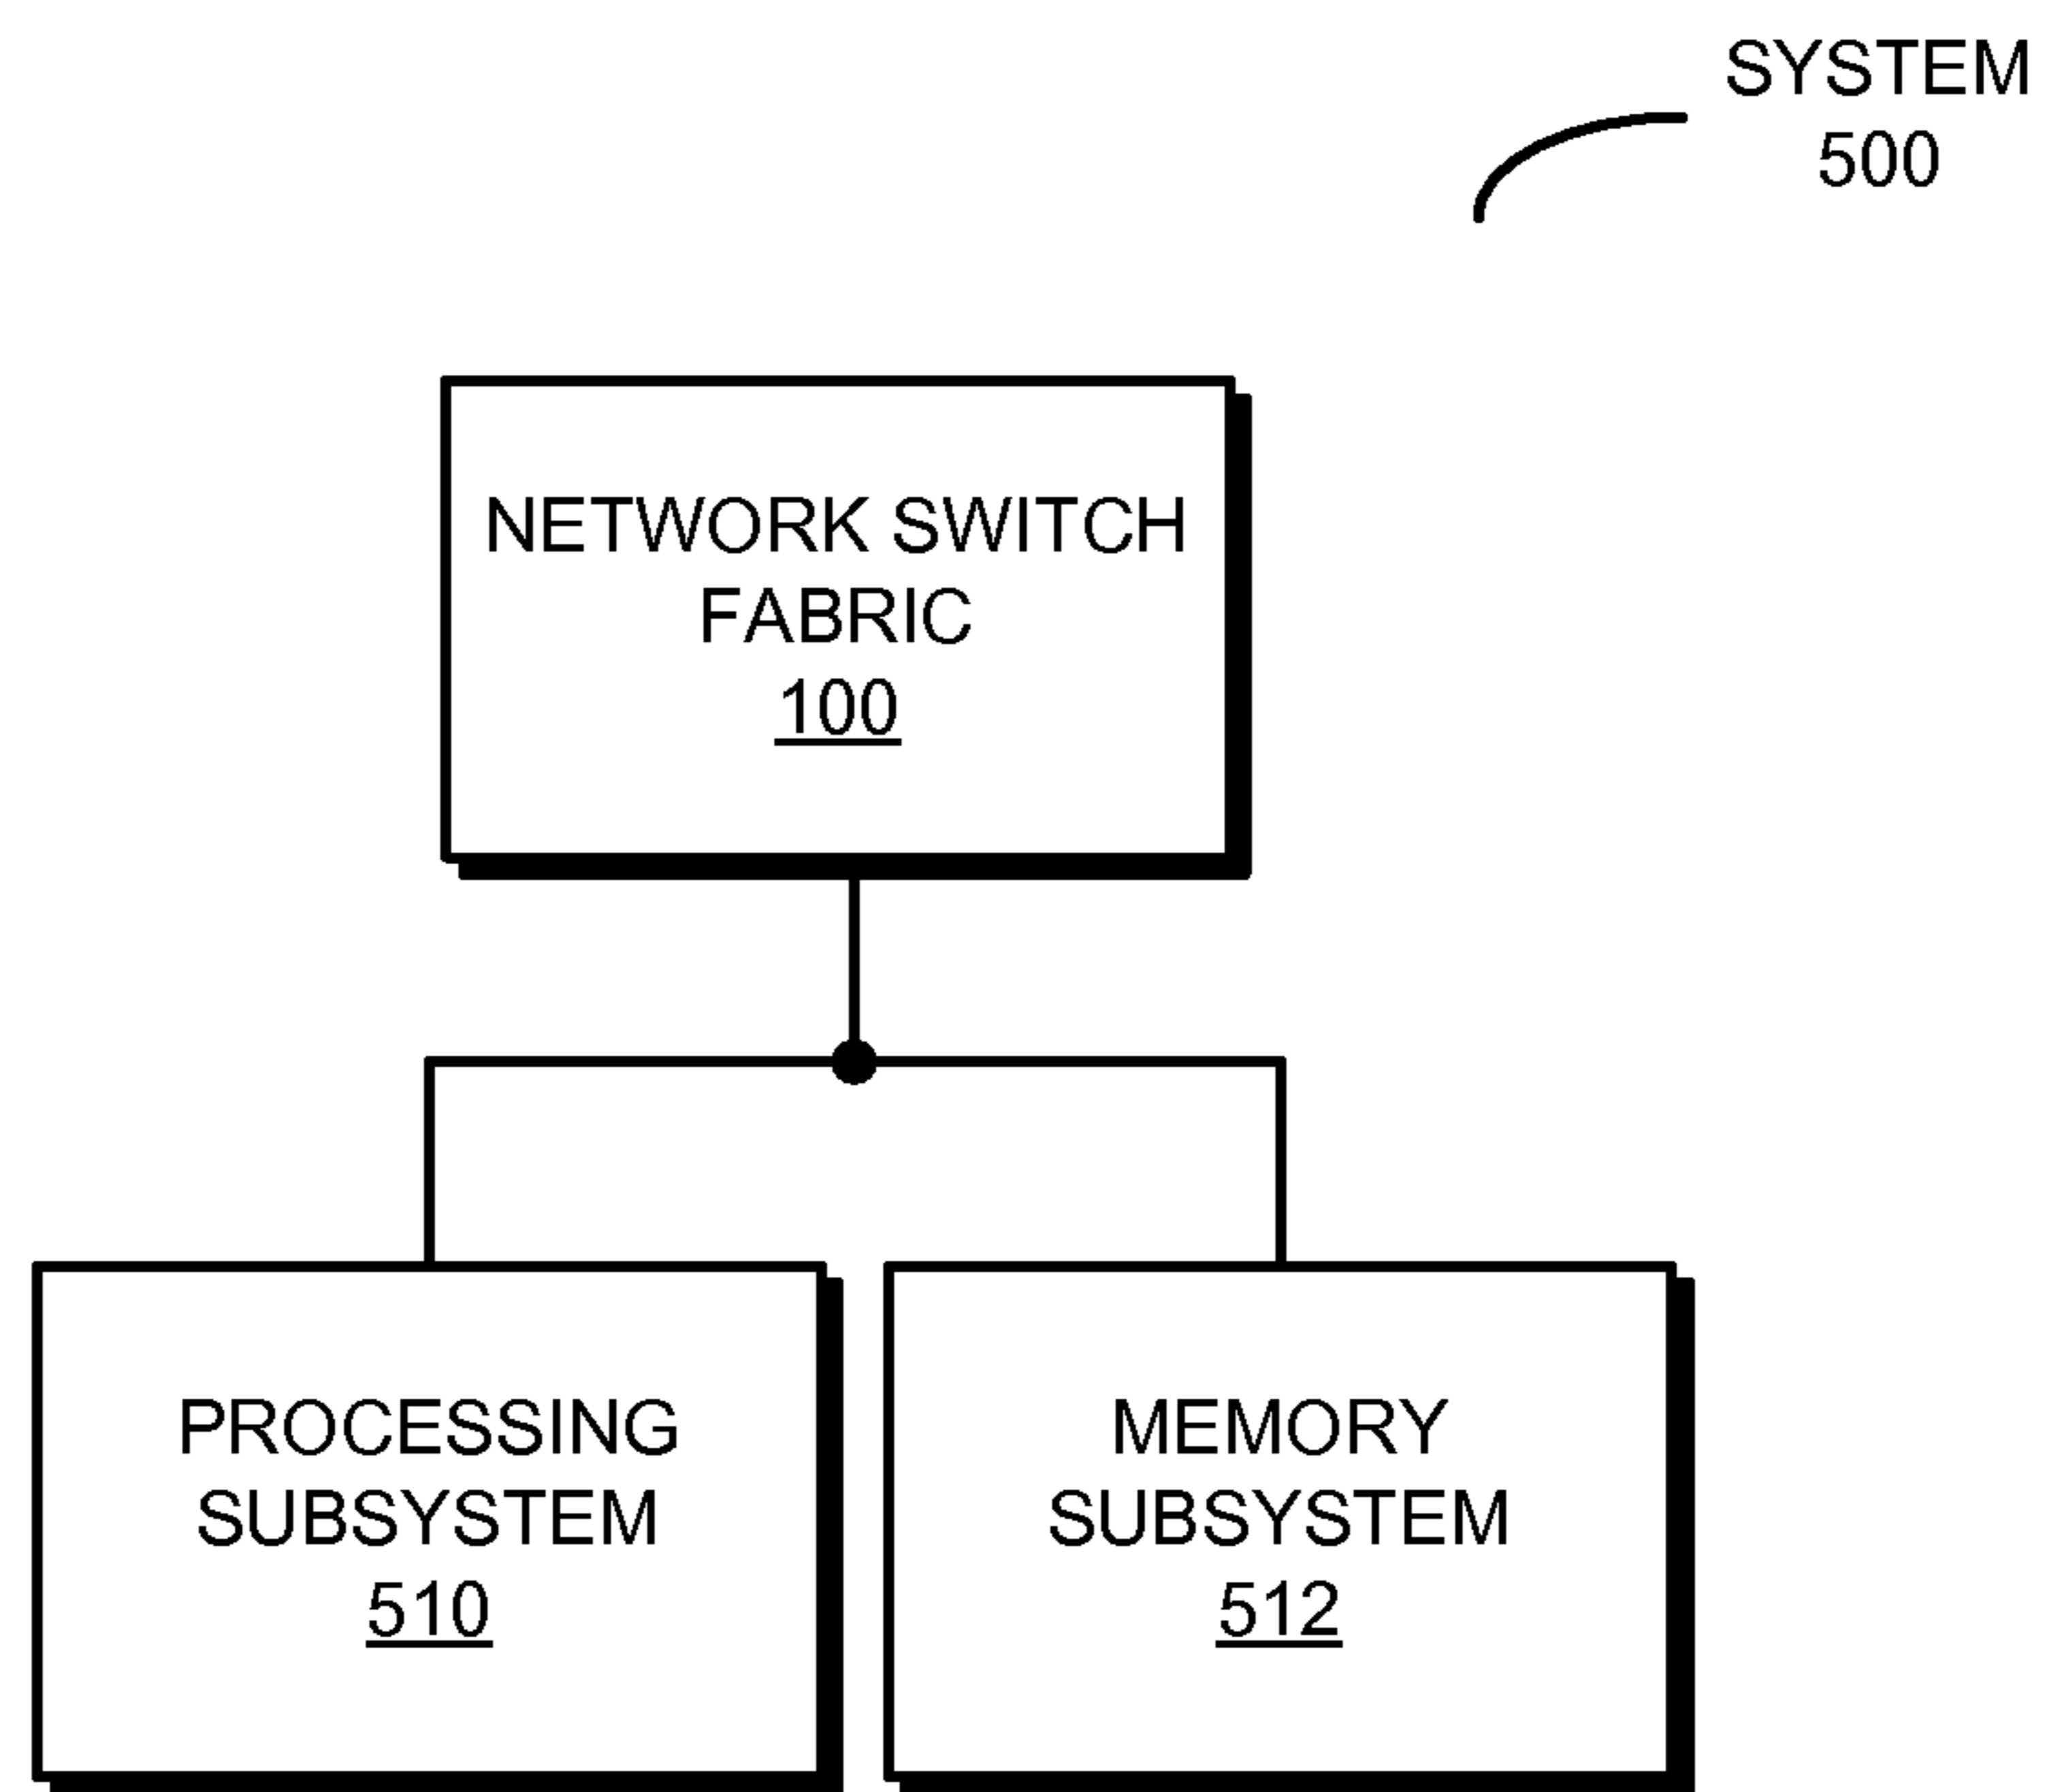 SYSTEM
500
NETWORK SWITCH
FABRIC
100
PROCESSING
SUBSYSTEM
510
MEMORY
SUBSYSTEM
512